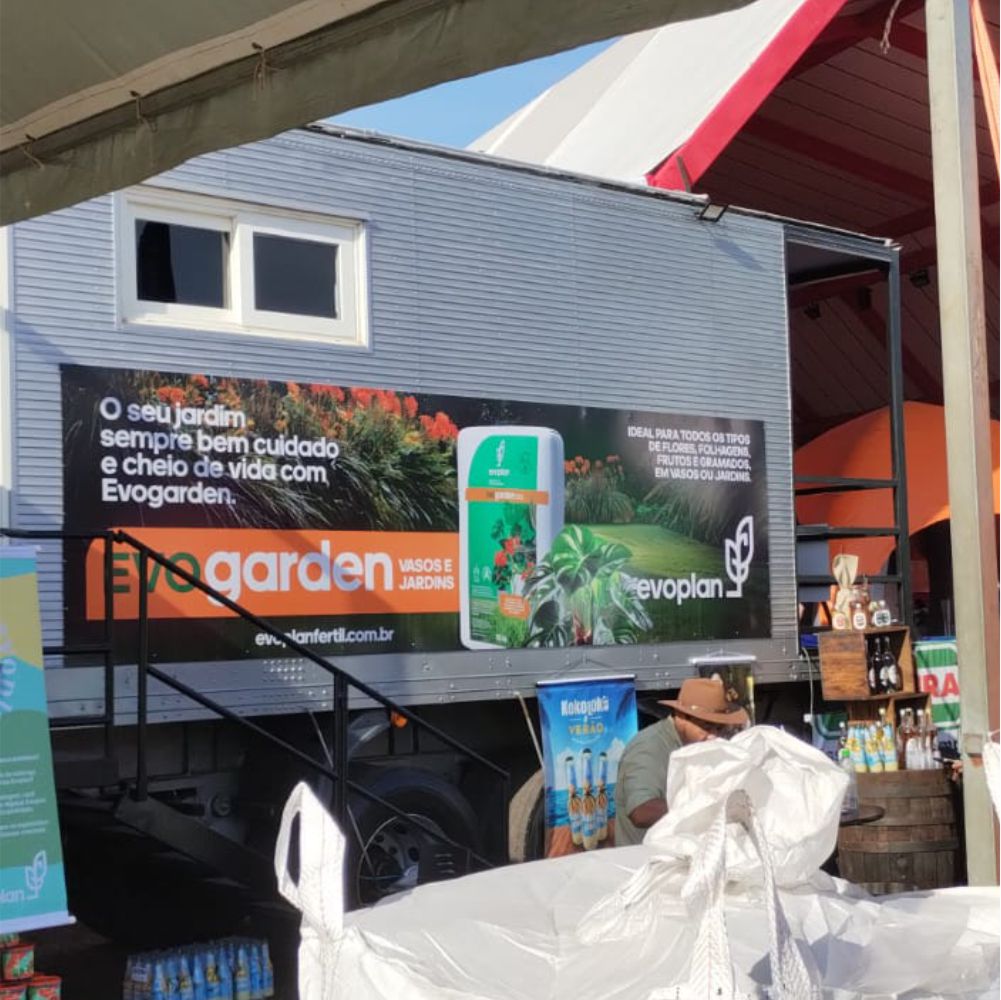 O seu jardim
sempre bem cuidado
e cheio de vida com
Evogarden.
IDEAL PARA TODOS OS TIPOS
DE FLORES, FOLHAGENS,
FRUTOS E GRAMADOS,
EM VASOS OU JARDINS.
evoplan
Evogarden VASOS E
JARDINS
evoplan
evoplanfertil.com.br
VERÃO
RA